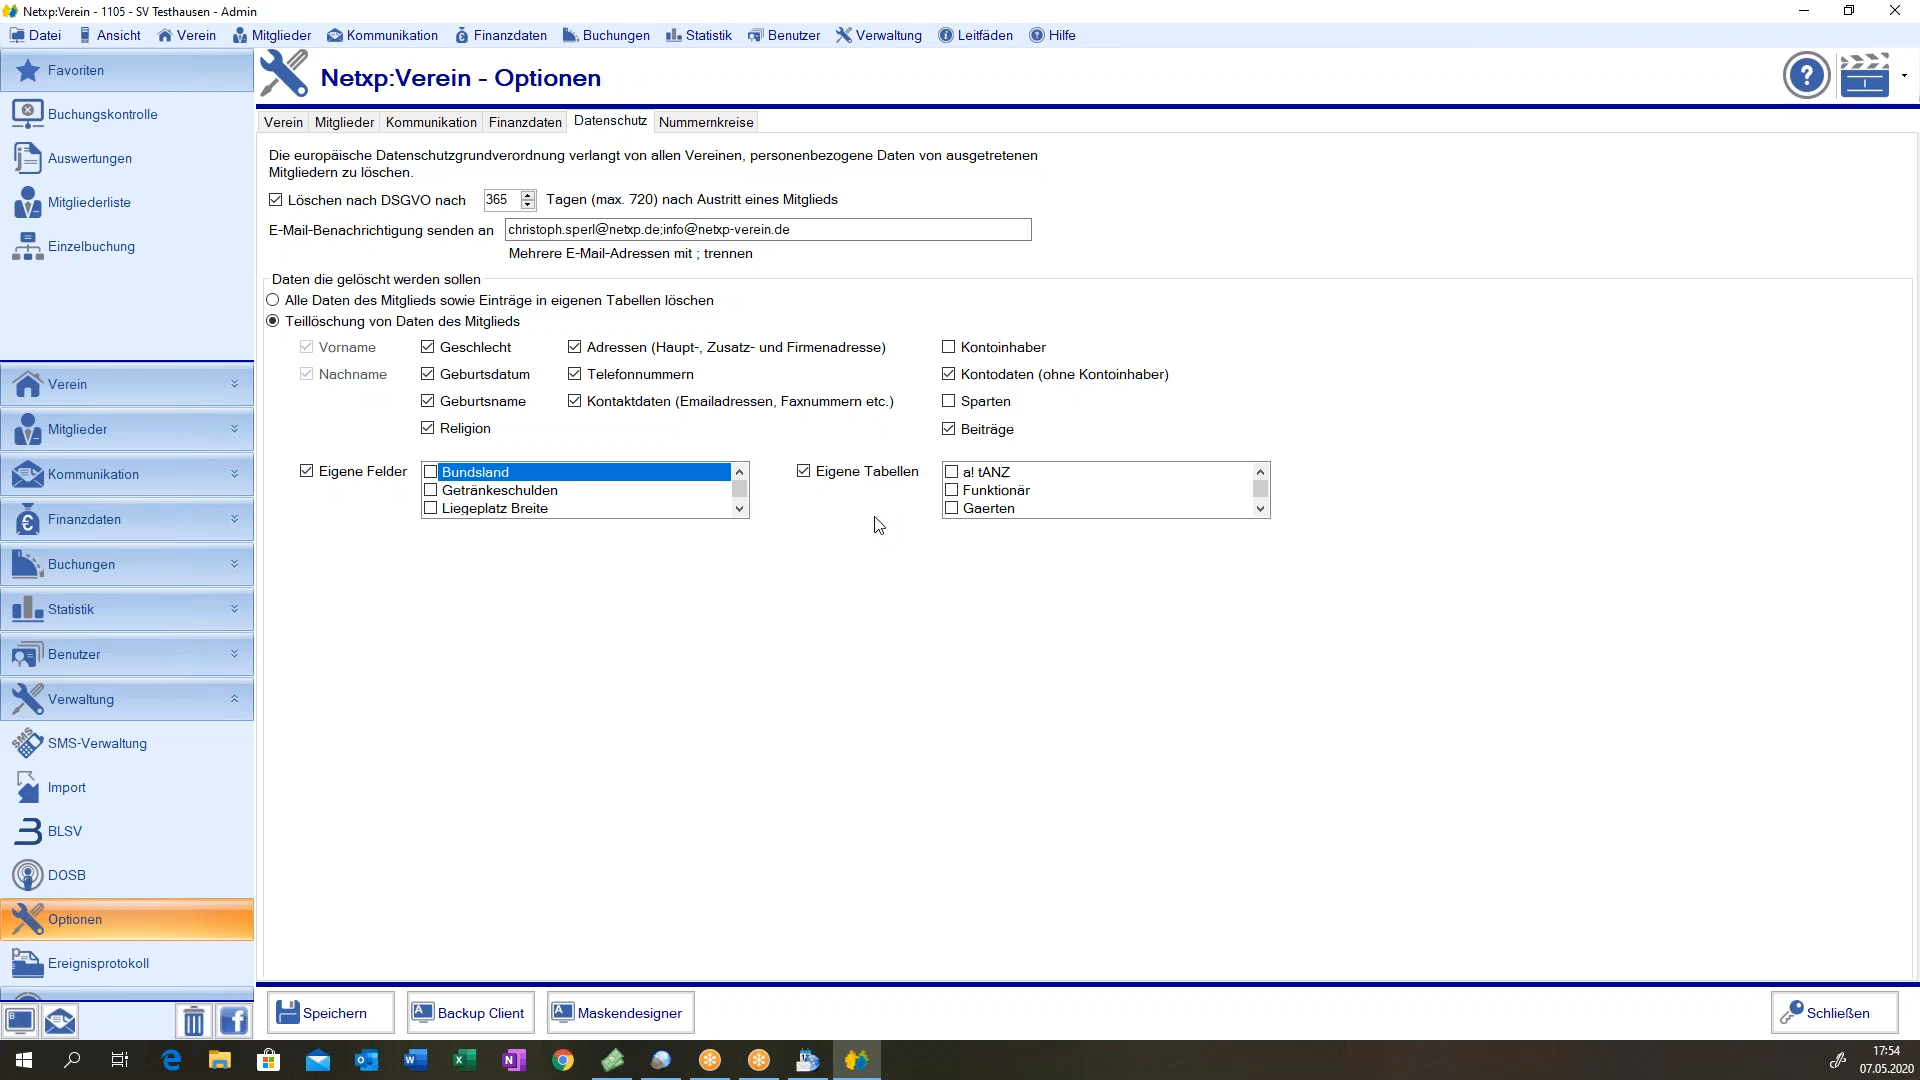 Netxp:Verein - 1105 - SV Testhausen - Admin
Datei Ansicht Verein Mitglieder Kommunikation Finanzdaten Buchungen Statistik Benutzer Verwaltung Leitfäden Hilfe
Favoriten
Buchungskontrolle
Auswertungen
Mitgliederliste
Einzelbuchung
Verein
Mitglieder
Kommunikation
Finanzdaten
Buchungen
Statistik
Benutzer
Verwaltung
SMS-Verwaltung
Import
BLSV
DOSB
Optionen
Ereignisprotokoll
Netxp:Verein - Optionen
Verein Mitglieder Kommunikation Finanzdaten Datenschutz Nummernkreise
Die europäische Datenschutzgrundverordnung verlangt von allen Vereinen, personenbezogene Daten von ausgetretenen
Mitgliedern zu löschen.
Löschen nach DSGVO nach 365 Tagen (max. 720) nach Austritt eines Mitglieds
E-Mail-Benachrichtigung senden an christoph.sperl@netxp.de;info@netxp-verein.de
Mehrere E-Mail-Adressen mit ; trennen
Daten die gelöscht werden sollen
Alle Daten des Mitglieds sowie Einträge in eigenen Tabellen löschen
Teillöschung von Daten des Mitglieds
Vorname Geschlecht Adressen (Haupt-, Zusatz- und Firmenadresse) Kontoinhaber
Nachname Geburtsdatum Telefonnummern Kontodaten (ohne Kontoinhaber)
Geburtsname Kontaktdaten (Emailadressen, Faxnummern etc.) Sparten
Religion Beiträge
Eigene Felder Bundsland Eigene Tabellen a! tANZ
Getränkeschulden Funktionär
Liegeplatz Breite Gaerten
Speichern Backup Client Maskendesigner Schließen
17:54
07.05.2020